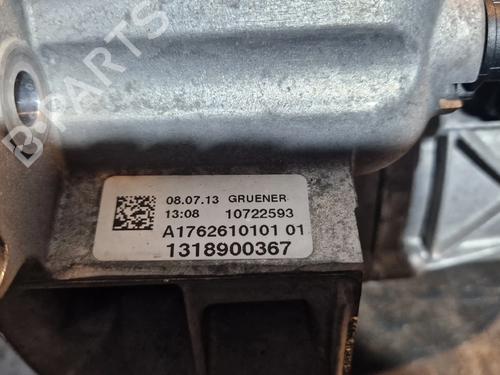 B-PARTS
08.07.13 GRUENER
13:08 10722593
A1762610101 01
1318900367